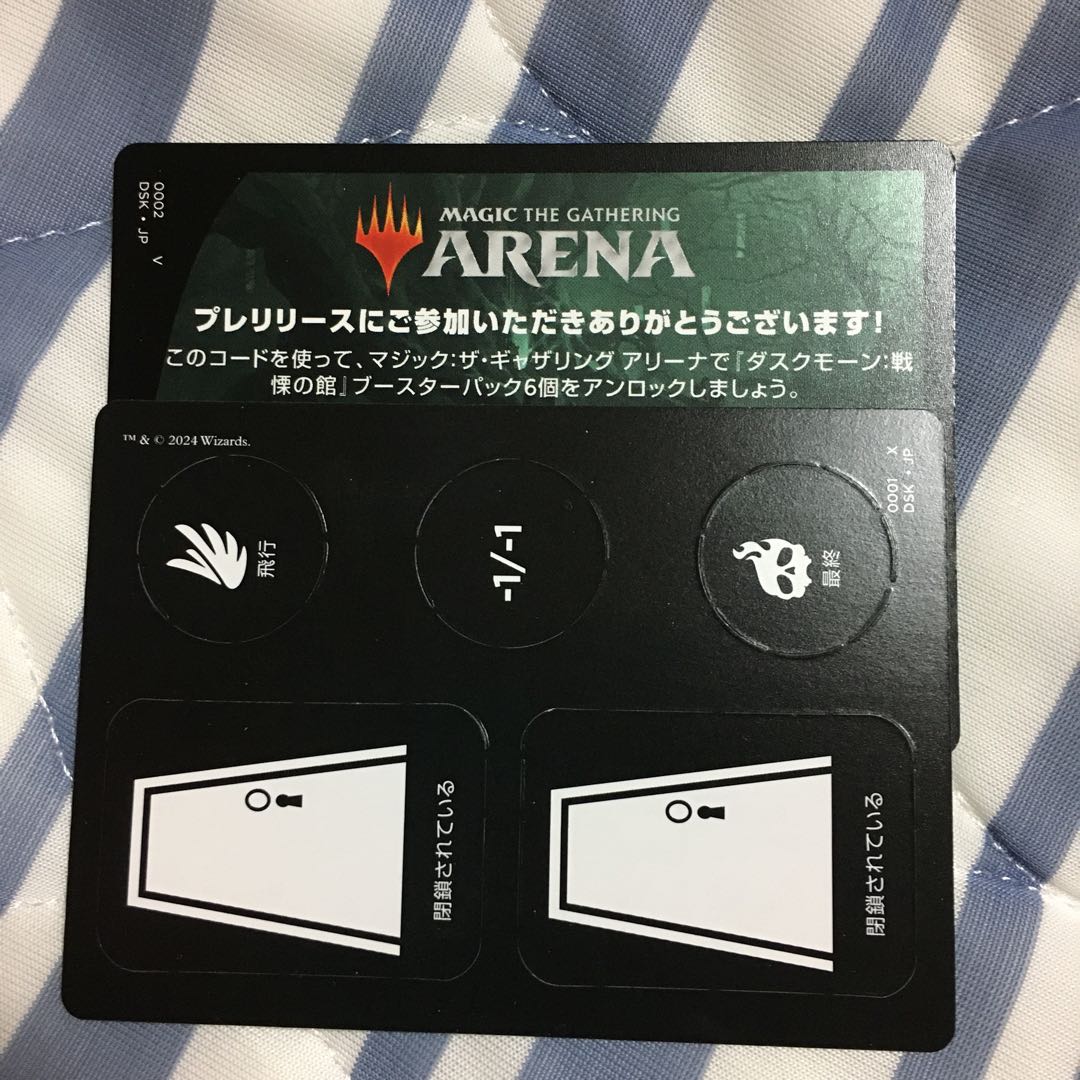 0002 V
DSK・JP
MAGIC THE GATHERING
ARENA
プレリリースにご参加いただきありがとうございます!
このコードを使って、マジック:ザ・ギャザリング アリーナで『ダスクモーン:戦
慄の館』ブースターパック6個をアンロックしましょう。
™ & © 2024 Wizards.
0001 X
DSK・JP
飛行
-1/-1
最終
閉鎖されている
閉鎖されている